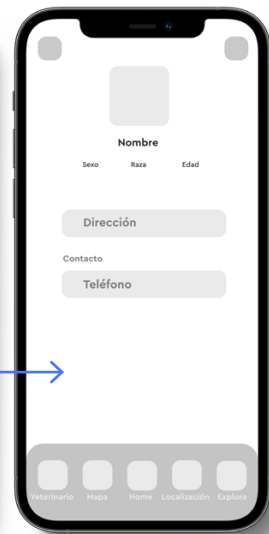 Nombre
Sexo Raza Edad
Dirección
Contacto
Teléfono
Veterinario Mapa Home Localización Explora